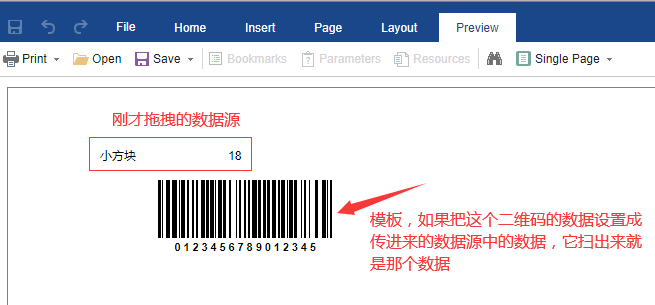 File Home Insert Page Layout Preview
Print Open Save Bookmarks Parameters Resources Single Page
刚才拖拽的数据源
小方块 18
0123456789012345
模板，如果把这个二维码的数据设置成
传进来的数据源中的数据，它扫出来就
是那个数据